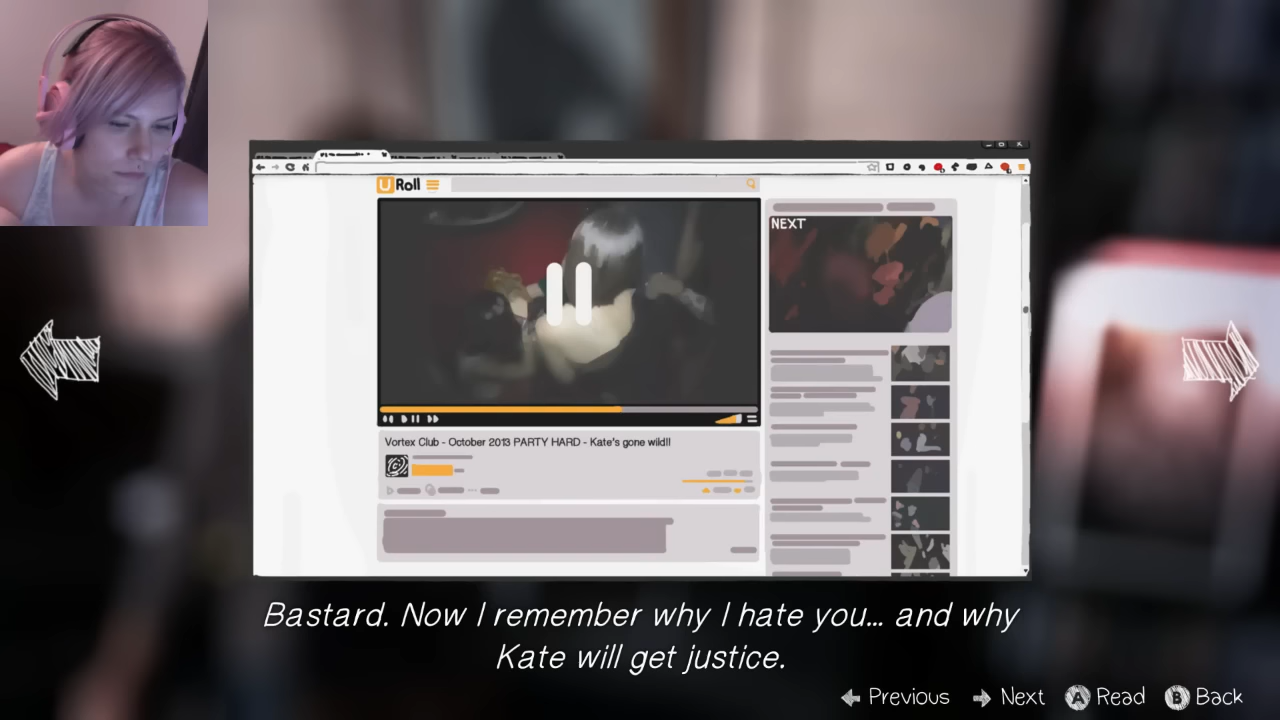 U Roll
NEXT
Vortex Club - October 2013 PARTY HARD - Kate's gone wild!!
Bastard. Now I remember why I hate you... and why
Kate will get justice.
Previous Next A Read B Back